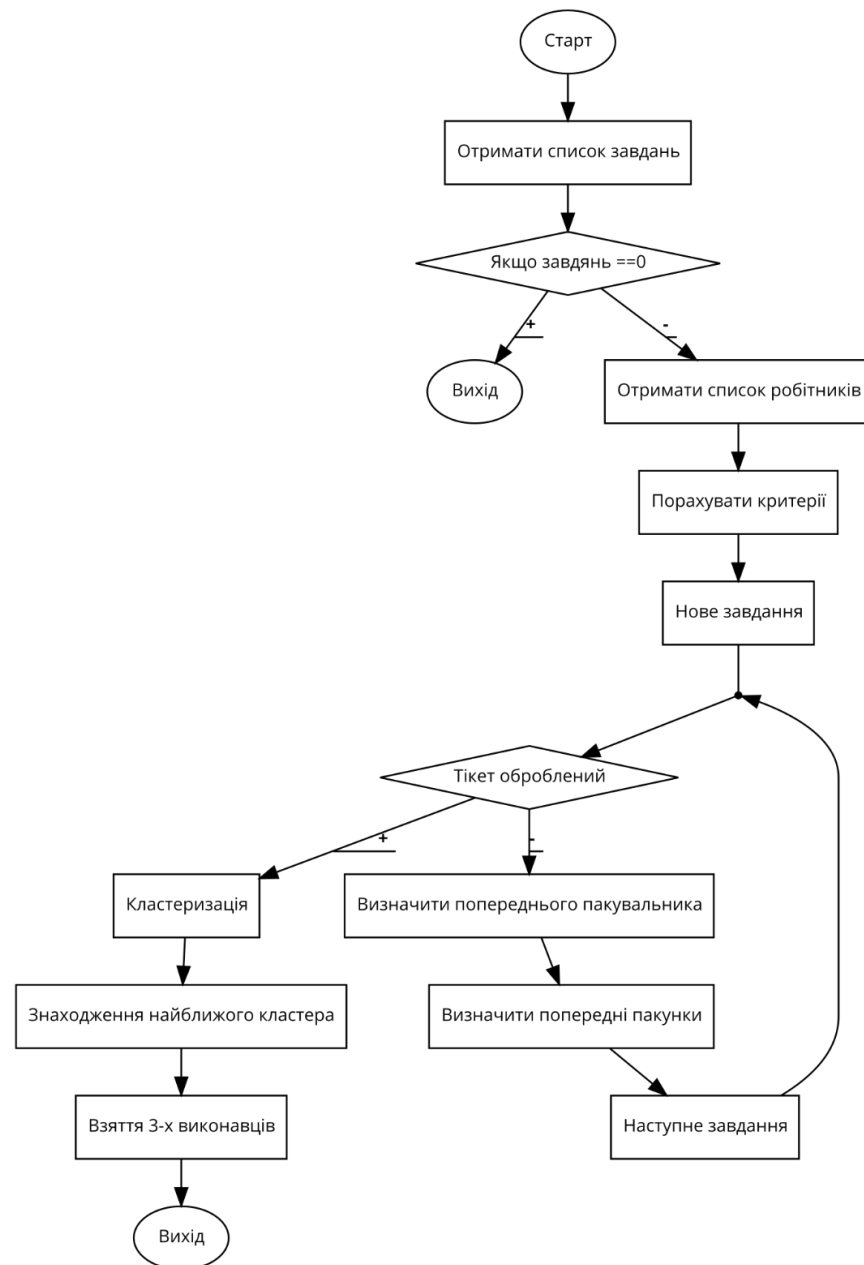 Старт
Отримати список завдань
Якщо завдянь ==0
+
-
Вихід
Отримати список робітників
Порахувати критерії
Нове завдання
Тікет оброблений
+
-
Кластеризація
Визначити попереднього пакувальника
Знаходження найближого кластера
Визначити попередні пакунки
Взяття 3-х виконавців
Наступне завдання
Вихід